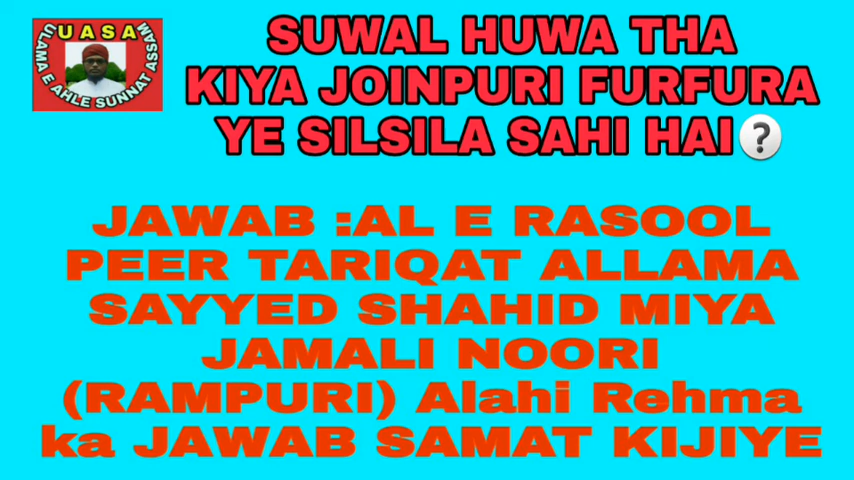 UASA
ULAMA E AHLE SUNNAT ASSAM
SUWAL HUWA THA
KIYA JOINPURI FURFURA
YE SILSILA SAHI HAI?
JAWAB :AL E RASOOL
PEER TARIQAT ALLAMA
SAYYED SHAHID MIYA
JAMALI NOORI
(RAMPURI) Alahi Rehma
ka JAWAB SAMAT KIJIYE